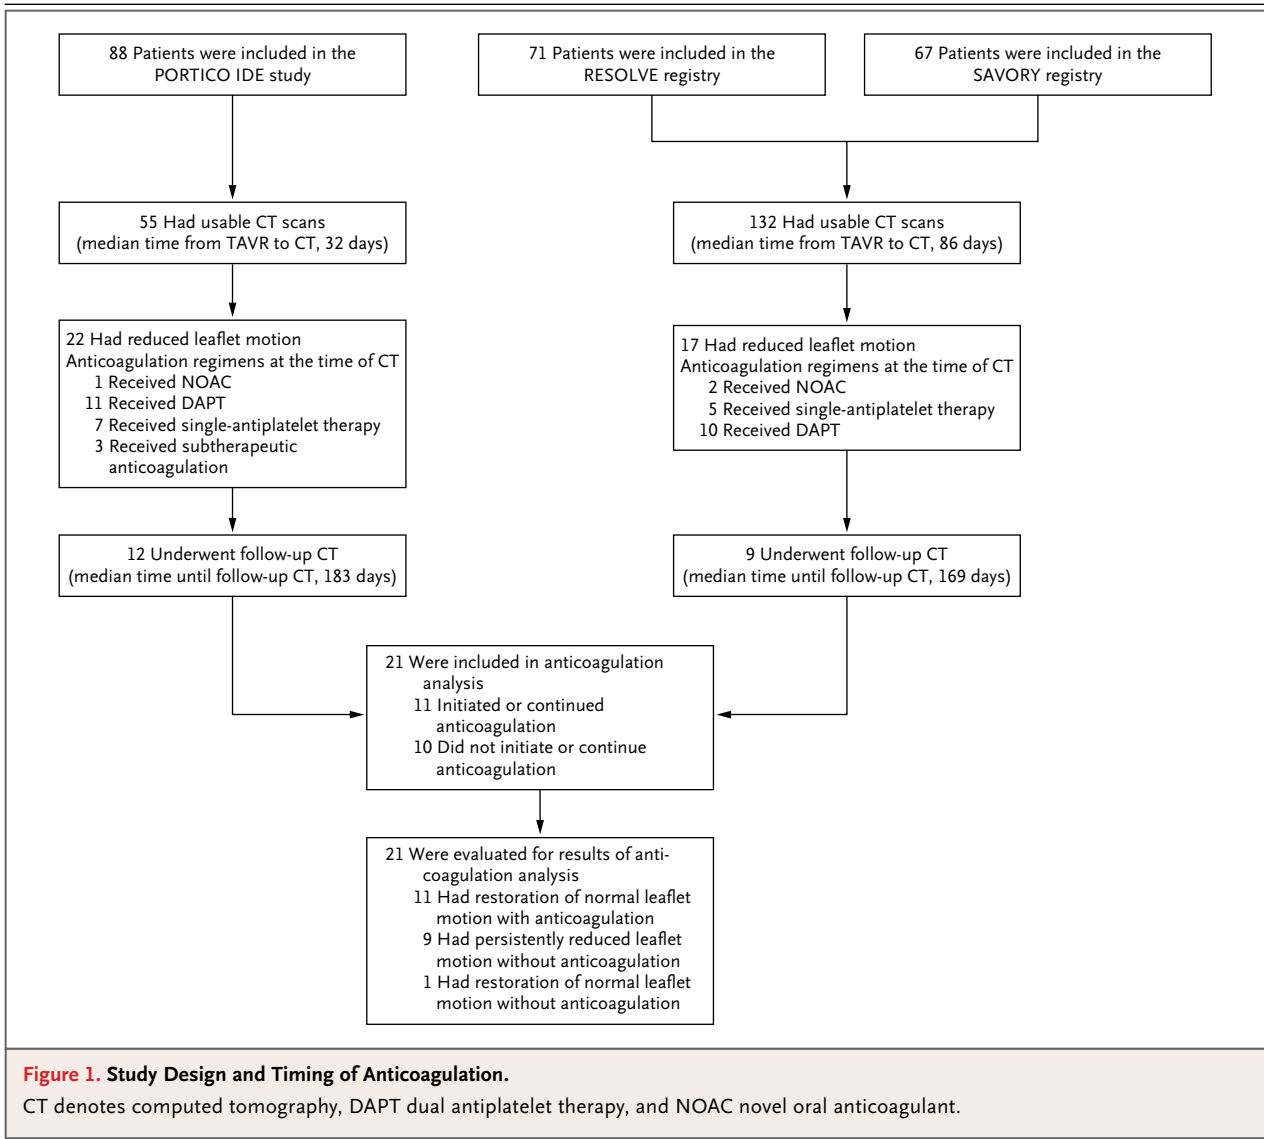 88 Patients were included in the
PORTICO IDE study
71 Patients were included in the
RESOLVE registry
67 Patients were included in the
SAVORY registry
55 Had usable CT scans
(median time from TAVR to CT, 32 days)
132 Had usable CT scans
(median time from TAVR to CT, 86 days)
22 Had reduced leaflet motion
Anticoagulation regimens at the time of CT
1 Received NOAC
11 Received DAPT
7 Received single-antiplatelet therapy
3 Received subtherapeutic
anticoagulation
17 Had reduced leaflet motion
Anticoagulation regimens at the time of CT
2 Received NOAC
5 Received single-antiplatelet therapy
10 Received DAPT
12 Underwent follow-up CT
(median time until follow-up CT, 183 days)
9 Underwent follow-up CT
(median time until follow-up CT, 169 days)
21 Were included in anticoagulation
analysis
11 Initiated or continued
anticoagulation
10 Did not initiate or continue
anticoagulation
21 Were evaluated for results of anti-
coagulation analysis
11 Had restoration of normal leaflet
motion with anticoagulation
9 Had persistently reduced leaflet
motion without anticoagulation
1 Had restoration of normal leaflet
motion without anticoagulation
Figure 1. Study Design and Timing of Anticoagulation.
CT denotes computed tomography, DAPT dual antiplatelet therapy, and NOAC novel oral anticoagulant.